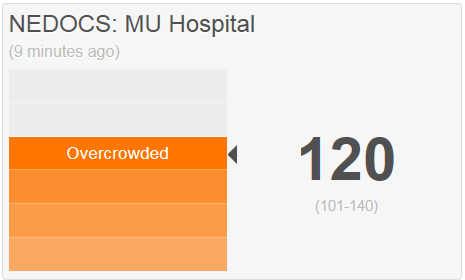 NEDOCS: MU Hospital
(9 minutes ago)
Overcrowded
120
(101-140)